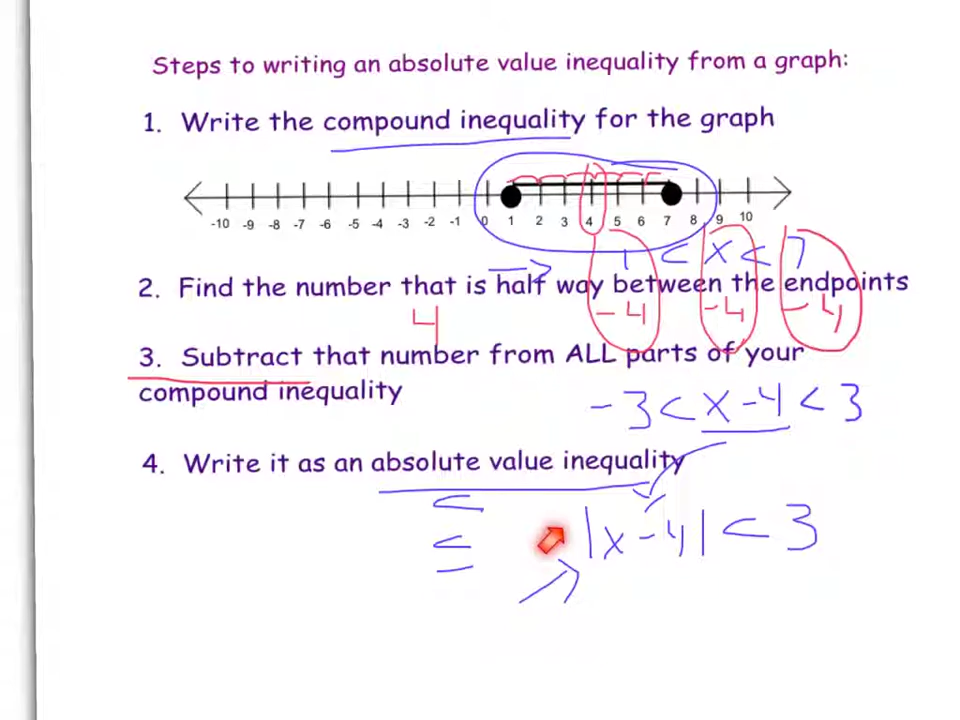 Steps to writing an absolute value inequality from a graph:
1. Write the compound inequality for the graph
-10 -9 -8 -7 -6 -5 -4 -3 -2 -1 0 1 2 3 4 5 6 7 8 9 10
1 < x < 7
2. Find the number that is half way between the endpoints
4 -4 -4 -4
3. Subtract that number from ALL parts of your
compound inequality
-3 < x - 4 < 3
4. Write it as an absolute value inequality
<
≤ |x - 4| < 3